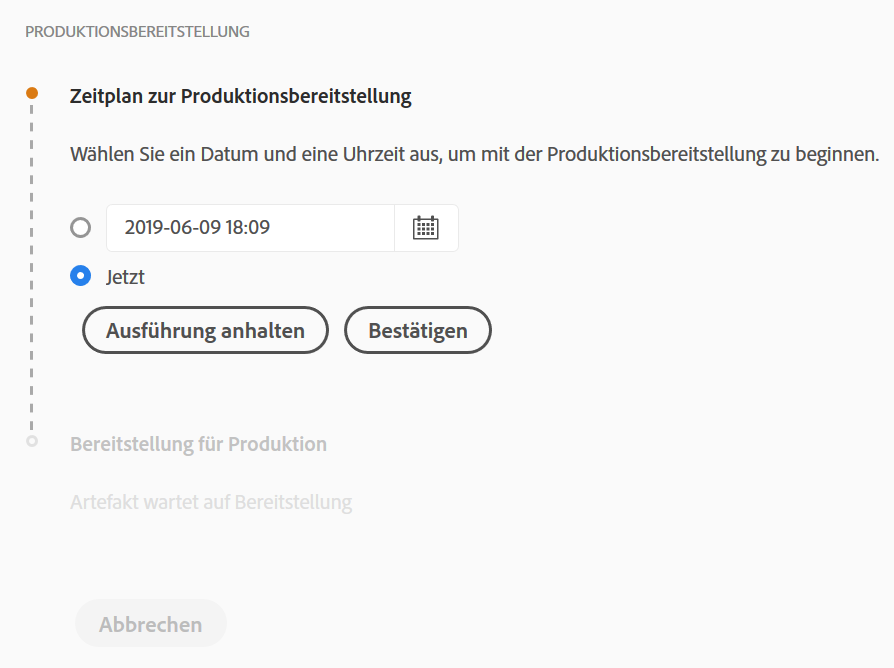 PRODUKTIONSBEREITSTELLUNG
Zeitplan zur Produktionsbereitstellung
Wählen Sie ein Datum und eine Uhrzeit aus, um mit der Produktionsbereitstellung zu beginnen.
2019-06-09 18:09
Jetzt
Ausführung anhalten Bestätigen
Bereitstellung für Produktion
Artefakt wartet auf Bereitstellung
Abbrechen